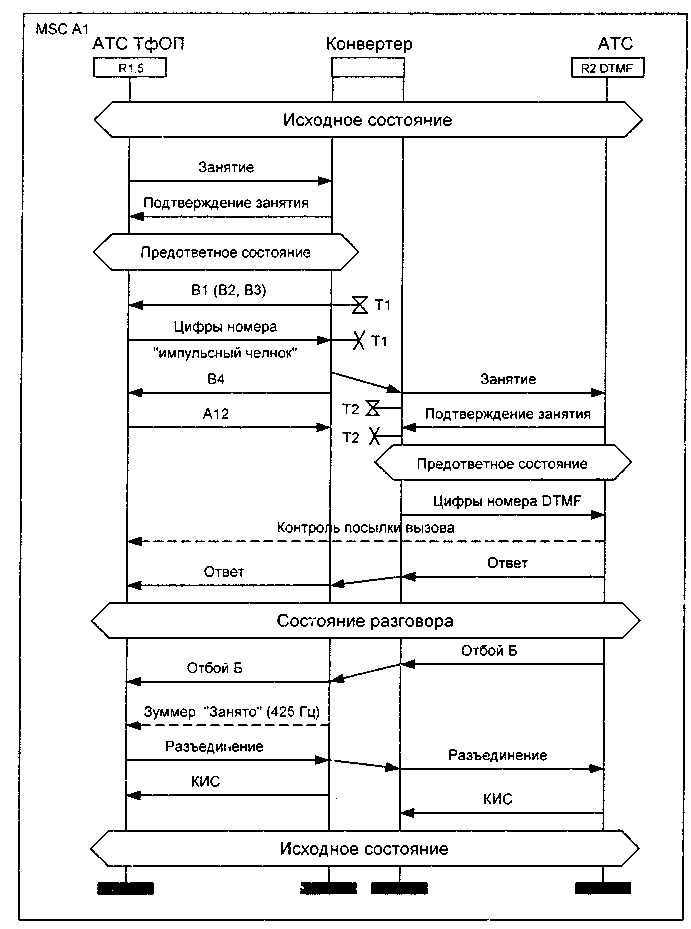 MSC A1
АТС ТфОП
Конвертер
АТС
R1.5
R2 DTMF
Исходное состояние
Занятие
Подтверждение занятия
Предответное состояние
B1 (B2, B3)
T1
Цифры номера
T1
"импульсный челнок"
B4
Занятие
T2
A12
Подтверждение занятия
T2
Предответное состояние
Цифры номера DTMF
Контроль посылки вызова
Ответ
Ответ
Состояние разговора
Отбой Б
Отбой Б
Зуммер "Занято" (425 Гц)
Разъединение
Разъединение
КИС
КИС
Исходное состояние